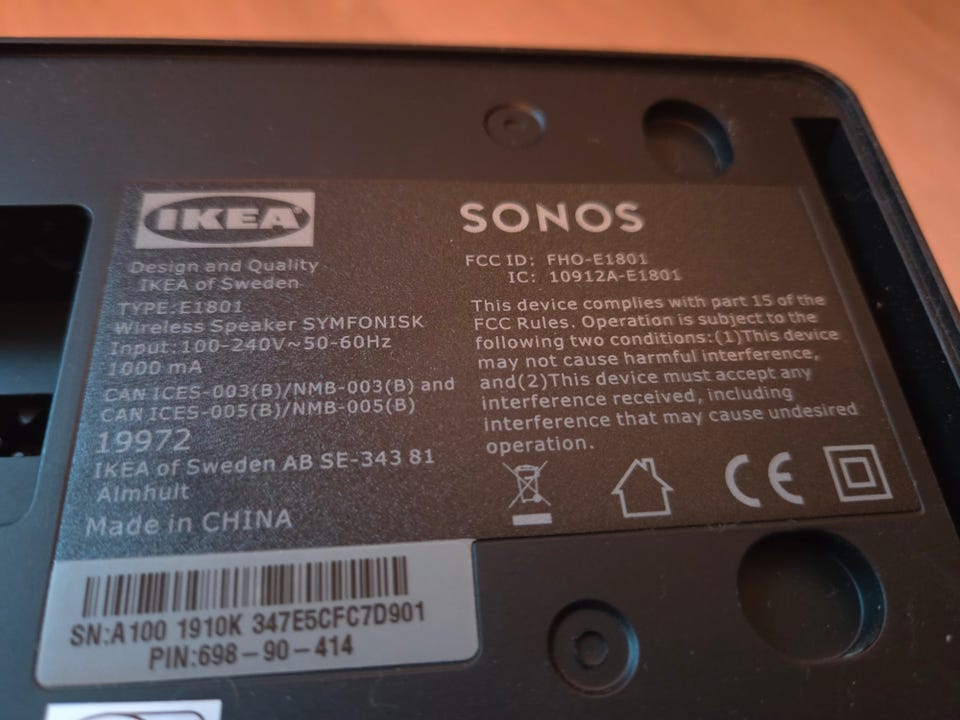 IKEA®
Design and Quality
IKEA of Sweden
TYPE:E1801
Wireless Speaker SYMFONISK
Input:100-240V~50-60Hz
1000 mA
CAN ICES-003(B)/NMB-003(B) and
CAN ICES-005(B)/NMB-005(B)
19972
IKEA of Sweden AB SE-343 81
Almhult
Made in CHINA
SONOS
FCC ID: FHO-E1801
IC: 10912A-E1801
This device complies with part 15 of the
FCC Rules. Operation is subject to the
following two conditions:(1)This device
may not cause harmful interference,
and(2)This device must accept any
interference received, including
interference that may cause undesired
operation.
CE
SN:A100 1910K 347E5CFC7D901
PIN:698-90-414